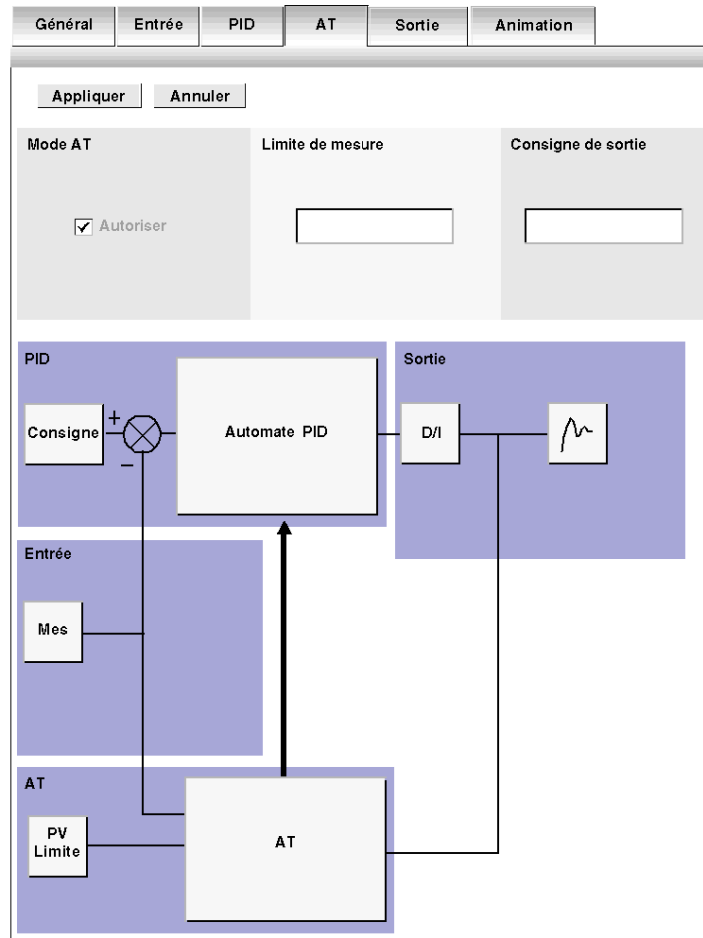 Général Entrée PID AT Sortie Animation
Appliquer Annuler
Mode AT Limite de mesure Consigne de sortie
Autoriser
PID Sortie
Consigne + − Automate PID D/I
Entrée
Mes
AT
PV
Limite
AT